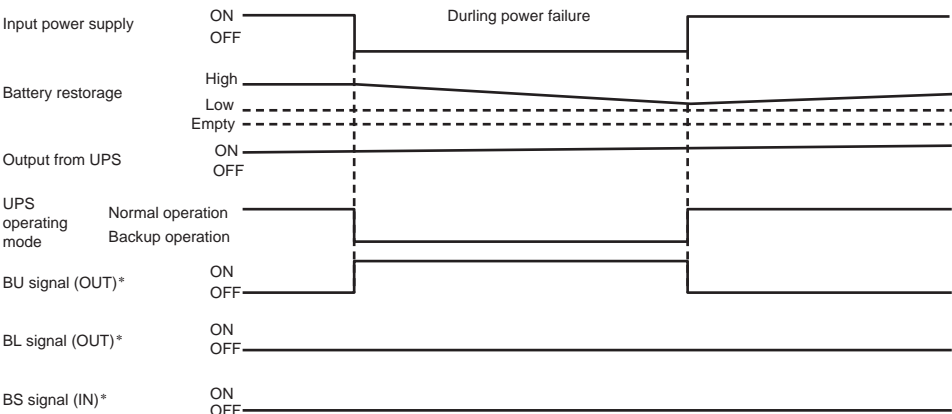 Input power supply ON Durling power failure
OFF
Battery restorage High
Low
Empty
Output from UPS ON
OFF
UPS
operating
mode
Normal operation
Backup operation
BU signal (OUT)* ON
OFF
BL signal (OUT)* ON
OFF
BS signal (IN)* ON
OFF